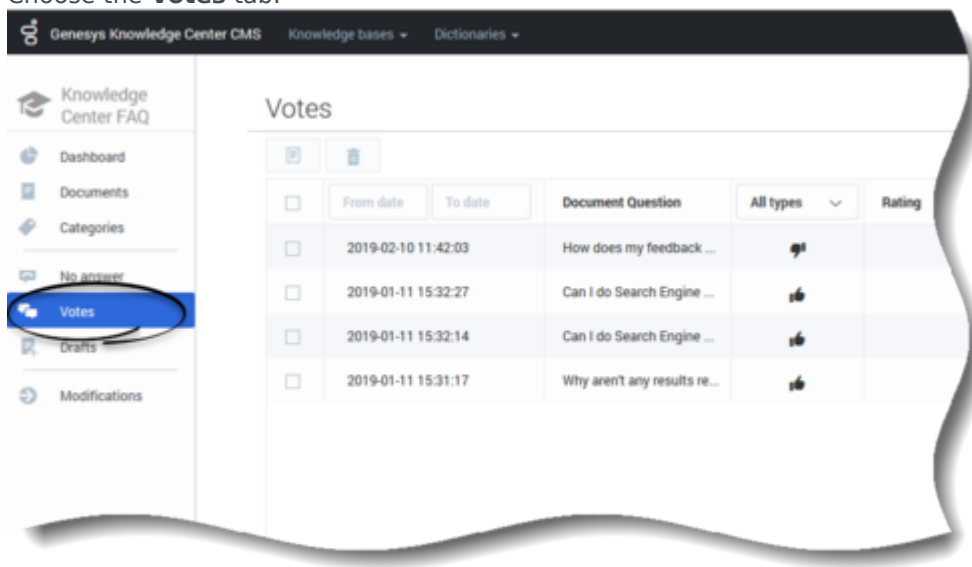 Choose the Votes tab.
Genesys Knowledge Center CMS Knowledge bases Dictionaries
Knowledge
Center FAQ
Dashboard
Documents
Categories
No answer
Votes
Drafts
Modifications
Votes
From date To date Document Question All types Rating
2019-02-10 11:42:03 How does my feedback ...
2019-01-11 15:32:27 Can I do Search Engine ...
2019-01-11 15:32:14 Can I do Search Engine ...
2019-01-11 15:31:17 Why aren't any results re...